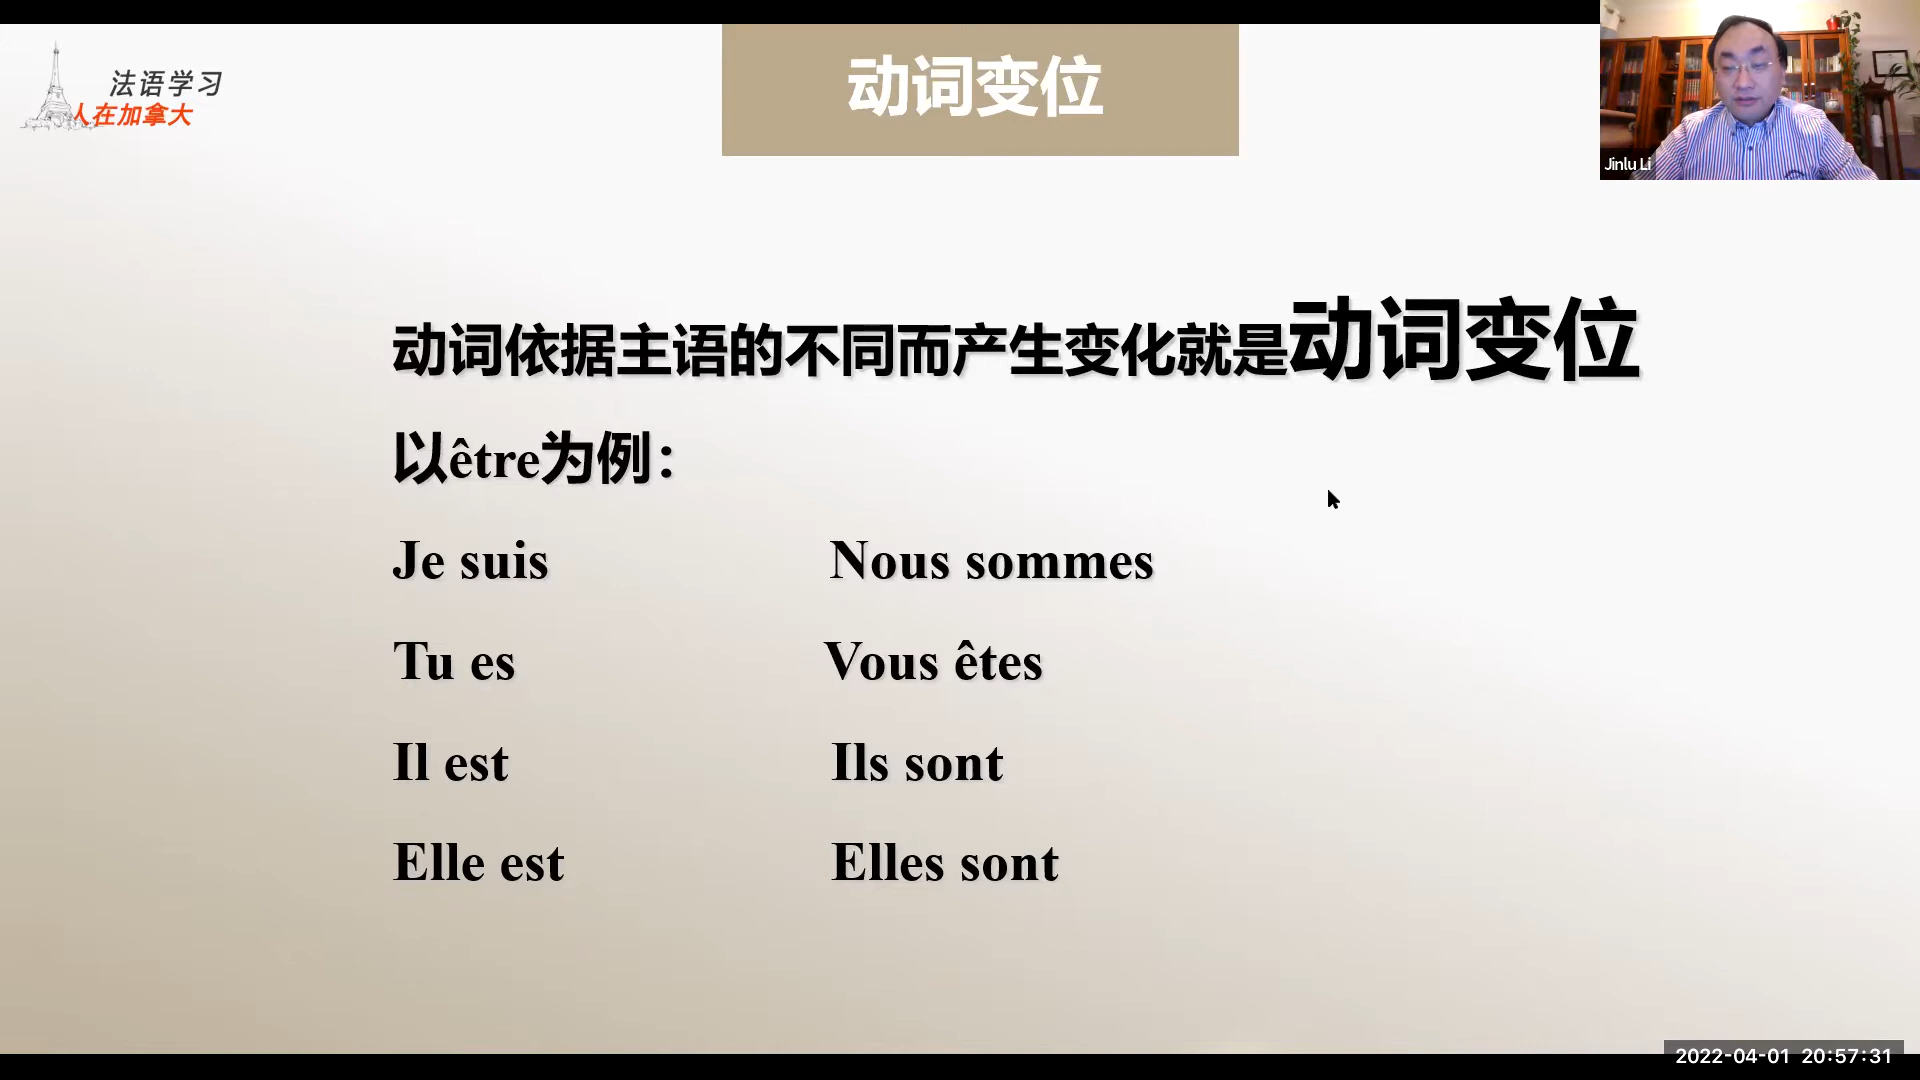 法语学习
人在加拿大
动词变位
Jinlu Li
动词依据主语的不同而产生变化就是动词变位
以être为例：
Je suis Nous sommes
Tu es Vous êtes
Il est Ils sont
Elle est Elles sont
2022-04-01 20:57:31